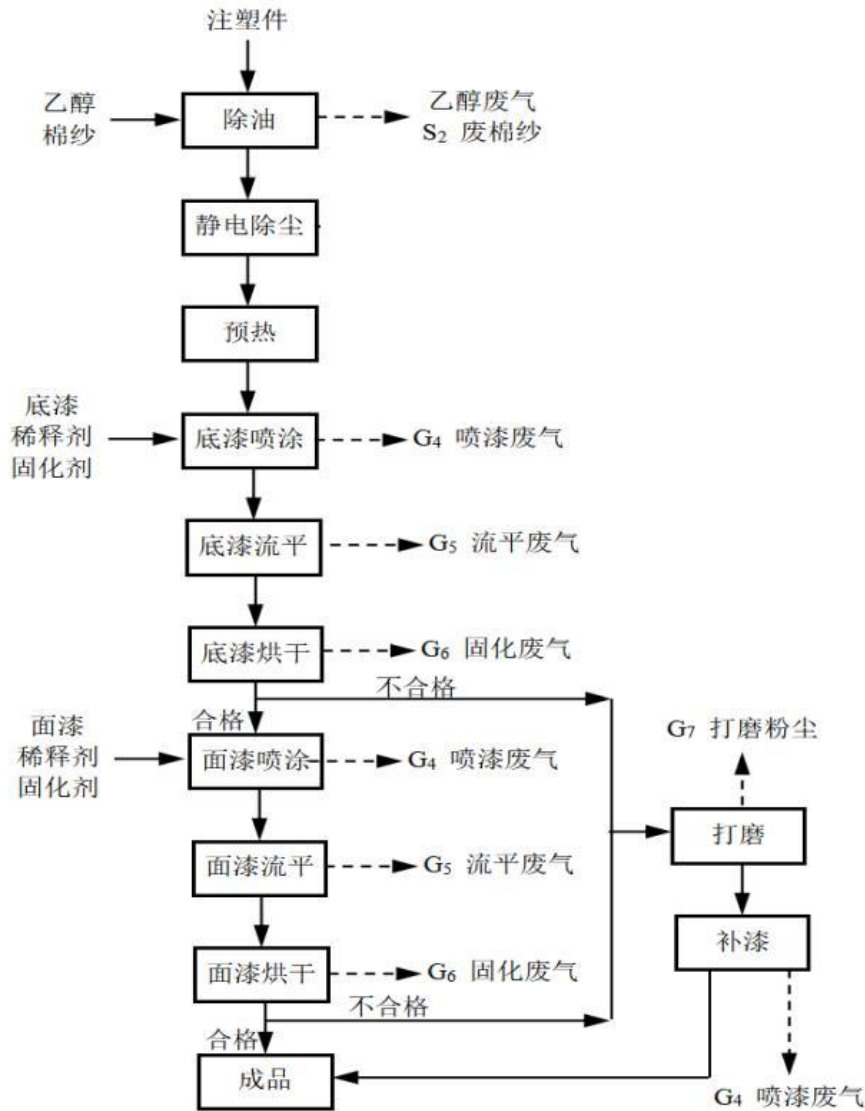 注塑件
乙醇
棉纱
除油
乙醇废气
S₂ 废棉纱
静电除尘
预热
底漆
稀释剂
固化剂
底漆喷涂
G₄ 喷漆废气
底漆流平
G₅ 流平废气
底漆烘干
G₆ 固化废气
不合格
合格
面漆
稀释剂
固化剂
面漆喷涂
G₄ 喷漆废气
G₇ 打磨粉尘
打磨
面漆流平
G₅ 流平废气
补漆
面漆烘干
G₆ 固化废气
不合格
合格
成品
G₄ 喷漆废气